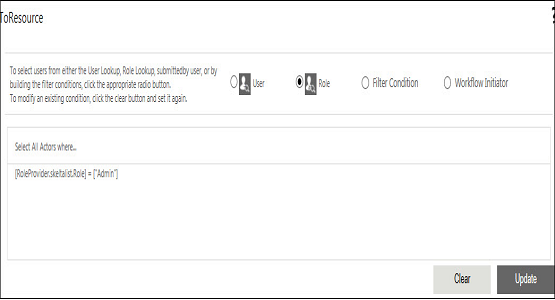 ToResource
To select users from either the User Lookup, Role Lookup, submittedby user, or by
building the filter conditions, click the appropriate radio button.
To modify an existing condition, click the clear button and set it again.
User Role Filter Condition Workflow Initiator
Select All Actors where...
[RoleProvider.skeltalist.Role] = ["Admin"]
Clear Update